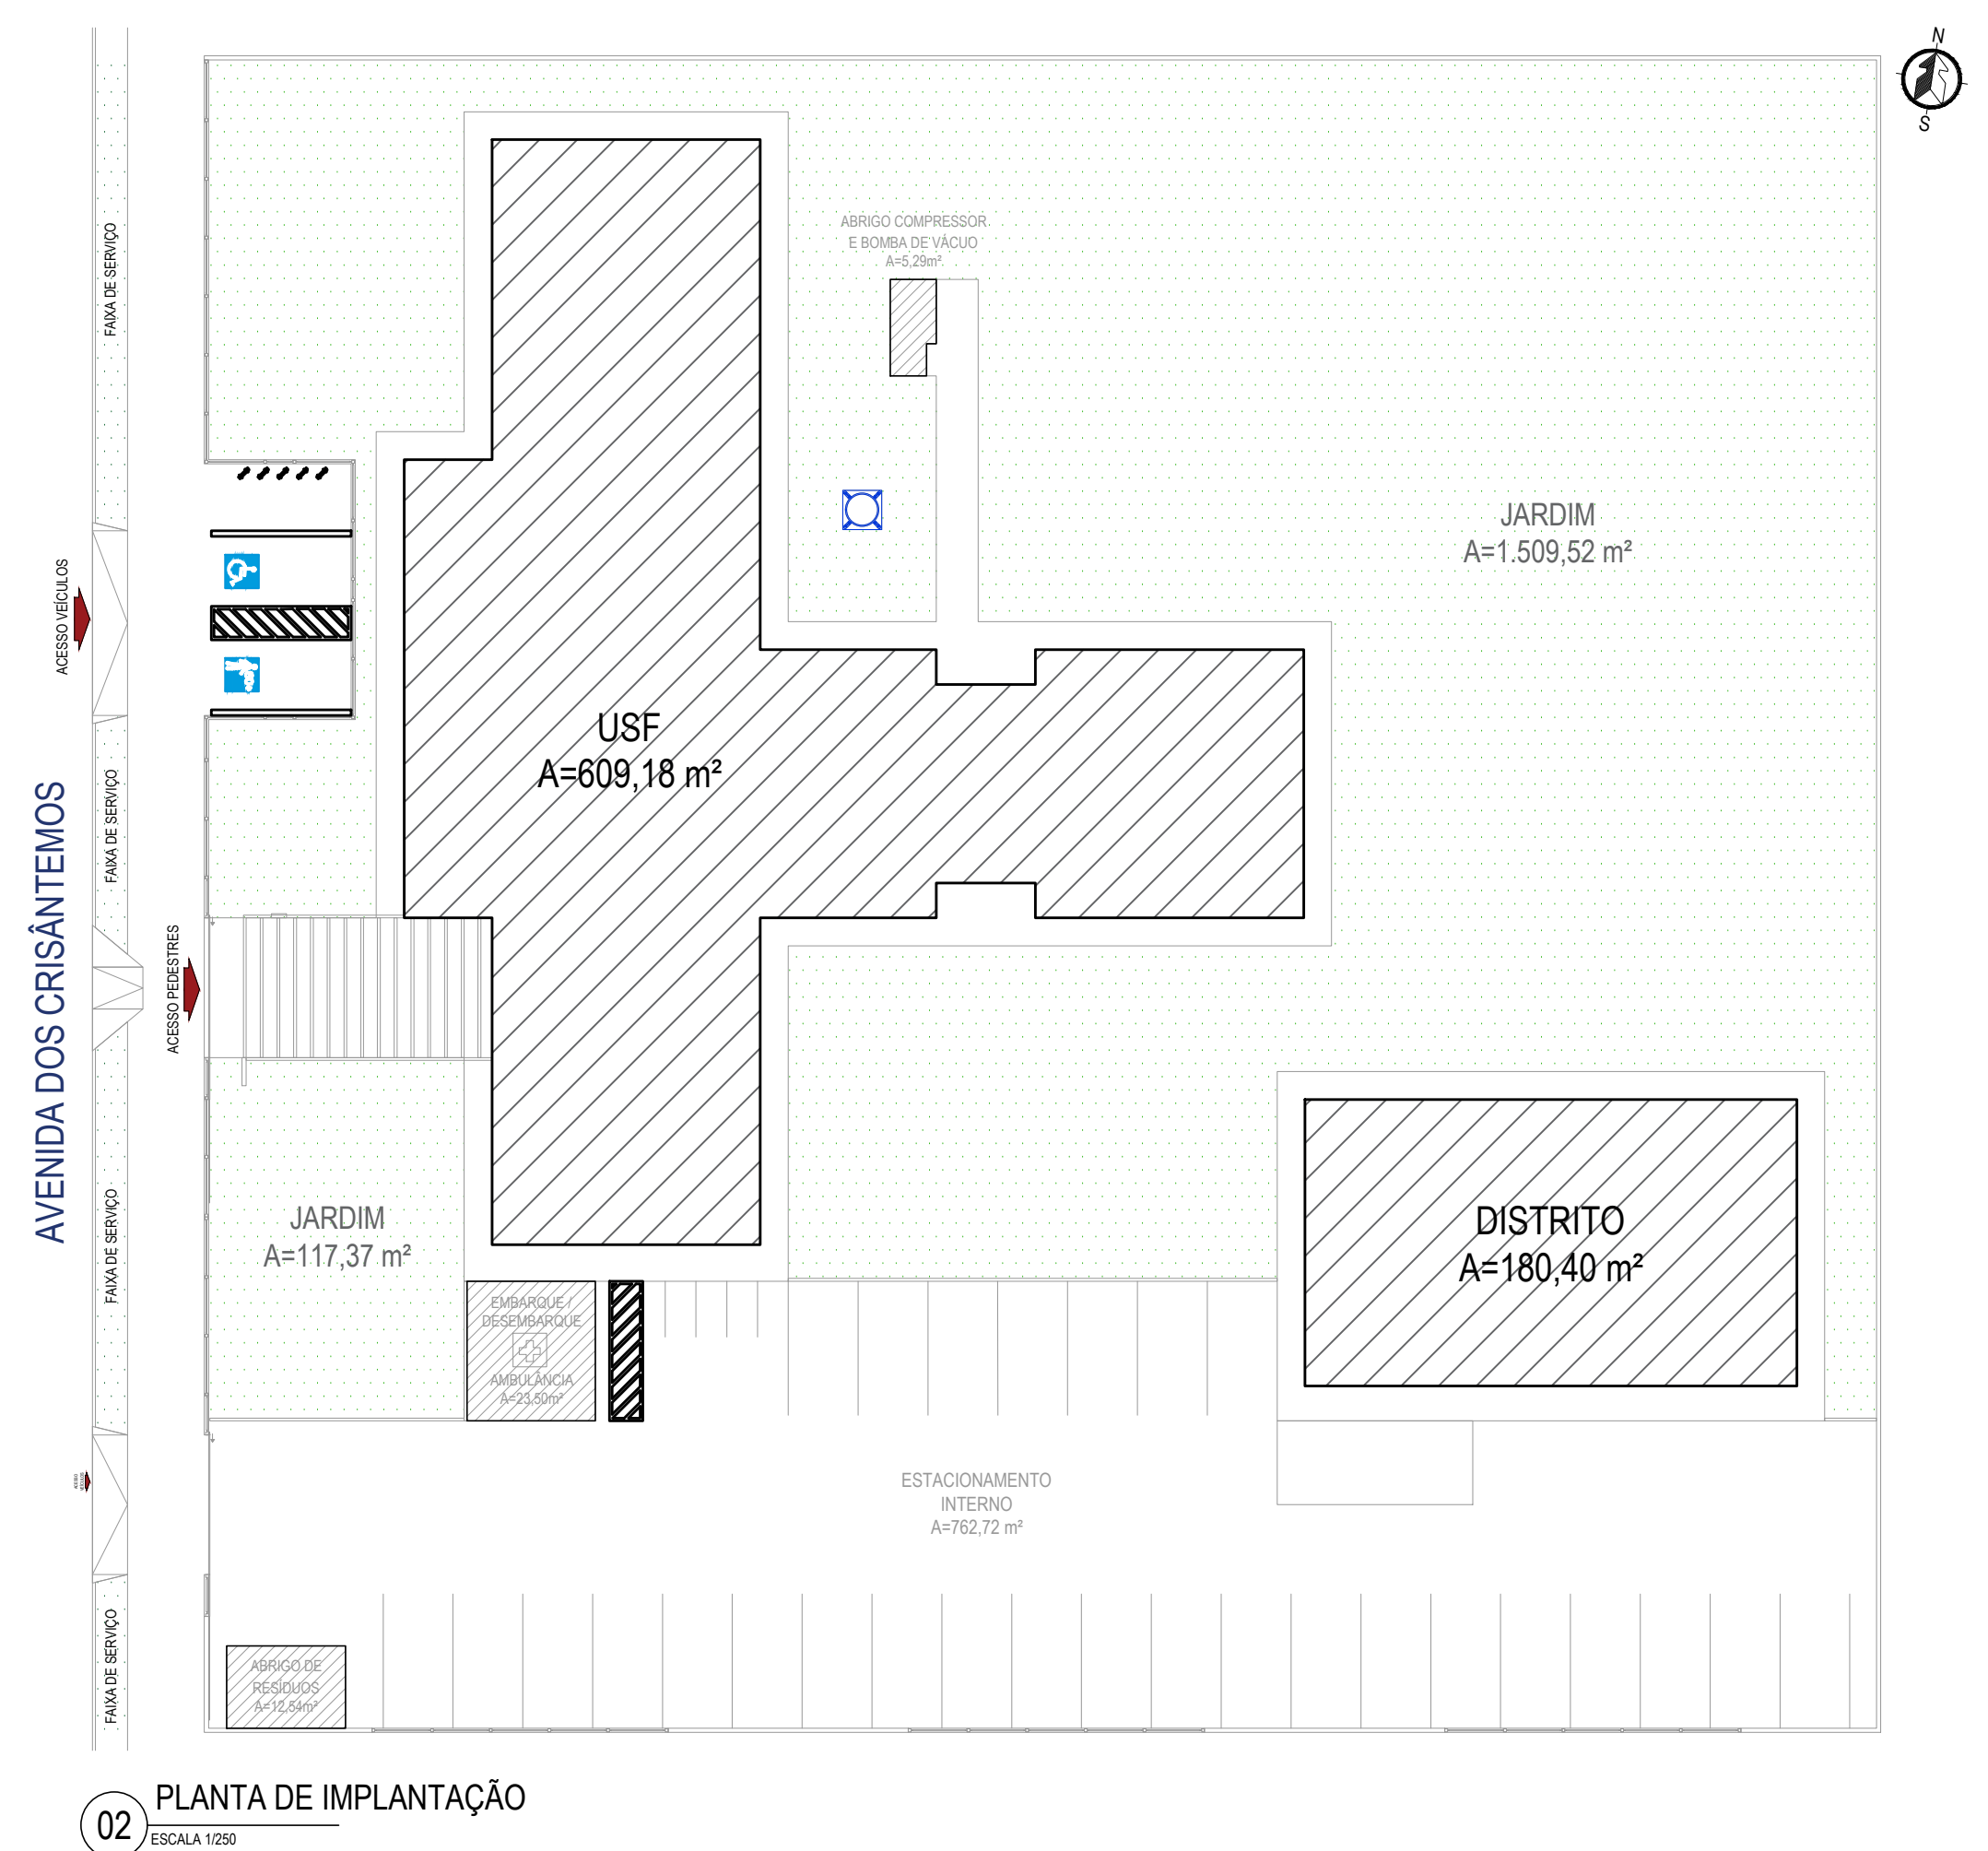 N
S
FAIXA DE SERVIÇO
ABRIGO COMPRESSOR
E BOMBA DE VÁCUO
A=5,29m²
JARDIM
A=1.509,52 m²
ACESSO VEÍCULOS
USF
A=609,18 m²
FAIXA DE SERVIÇO
AVENIDA DOS CRISÂNTEMOS
ACESSO PEDESTRES
JARDIM
A=117,37 m²
FAIXA DE SERVIÇO
DISTRITO
A=180,40 m²
EMBARQUE /
DESEMBARQUE
AMBULÂNCIA
A=23,50m²
ACESSO
VEÍCULOS
ESTACIONAMENTO
INTERNO
A=762,72 m²
FAIXA DE SERVIÇO
ABRIGO DE
RESÍDUOS
A=12,54m²
02
PLANTA DE IMPLANTAÇÃO
ESCALA 1/250